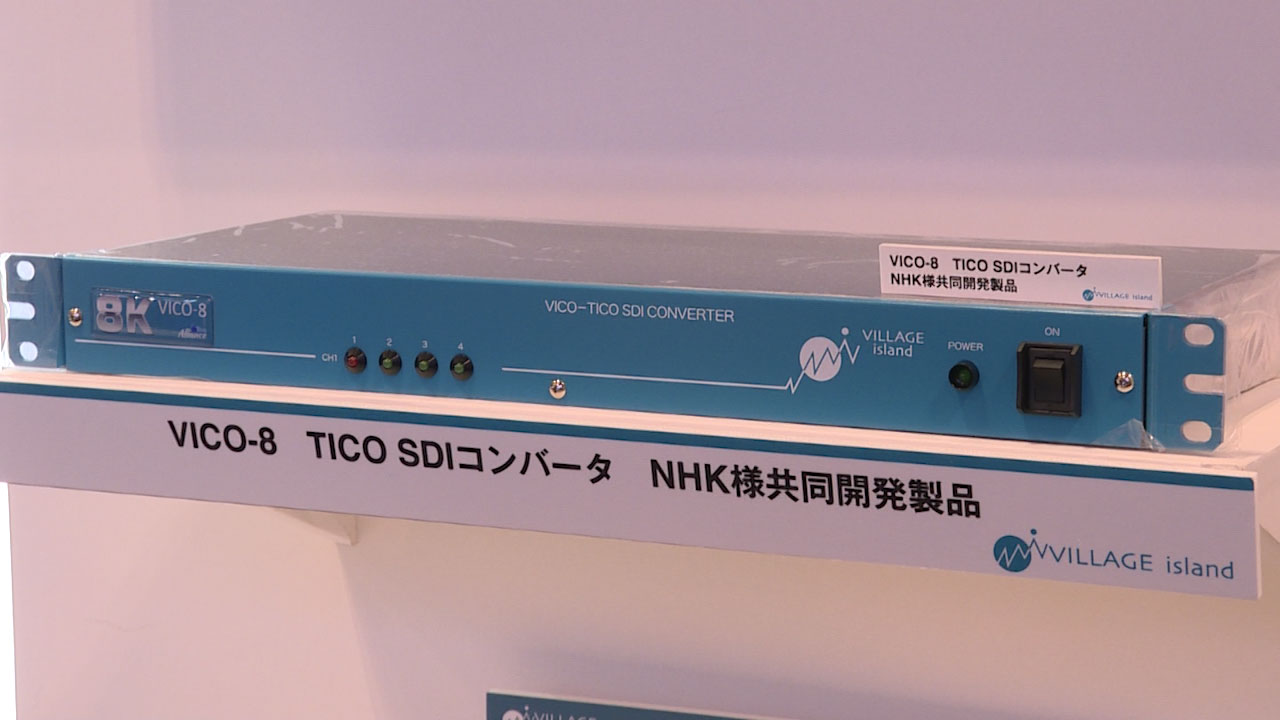 VICO-8 TICO SDIコンバータ
NHK様共同開発製品
VILLAGE island
8K VICO-8
Alliance
VICO-TICO SDI CONVERTER
VILLAGE
island
POWER
ON
CH1 1 2 3 4
VICO-8 TICO SDIコンバータ NHK様共同開発製品
VILLAGE island
VILLAGE